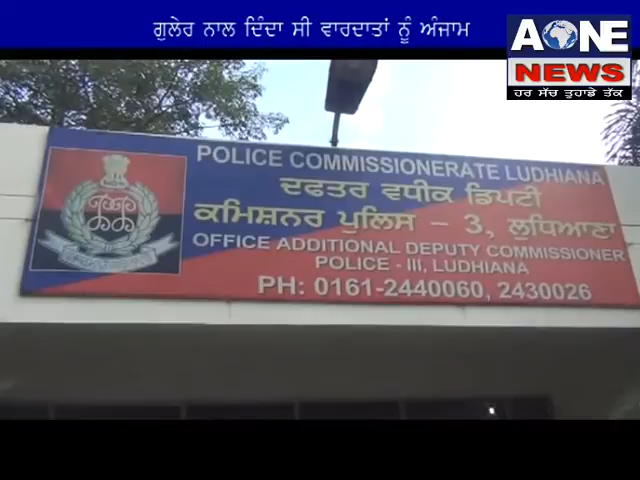 ਗੁਲੇਰ ਨਾਲ ਦਿੰਦਾ ਸੀ ਵਾਰਦਾਤਾਂ ਨੂੰ ਅੰਜਾਮ
AONE
NEWS
ਹਰ ਸੱਚ ਤੁਹਾਡੇ ਤੱਕ
POLICE COMMISSIONERATE LUDHIANA
ਦਫਤਰ ਵਧੀਕ ਡਿਪਟੀ
ਕਮਿਸ਼ਨਰ ਪੁਲਿਸ – 3, ਲੁਧਿਆਣਾ
OFFICE ADDITIONAL DEPUTY COMMISSIONER
POLICE - III, LUDHIANA
PH: 0161-2440060, 2430026